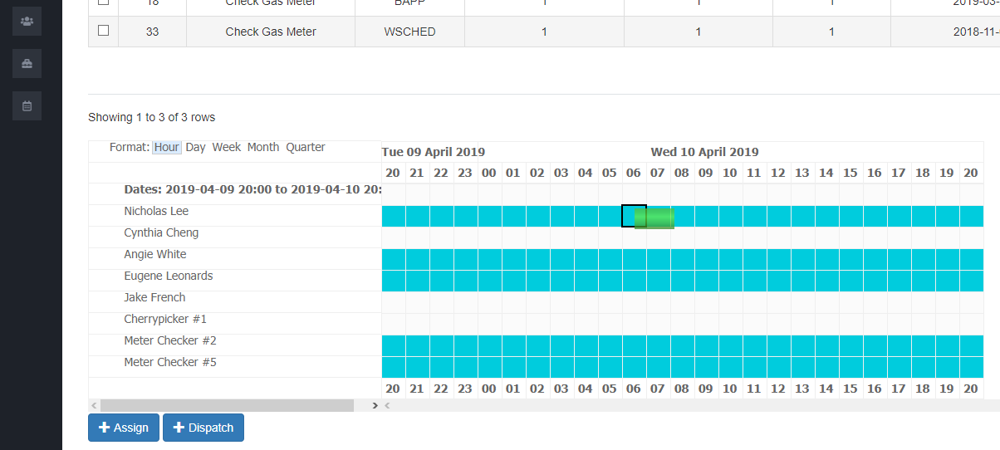 18 Check Gas Meter BAPP 1 1 1 2019-03-
33 Check Gas Meter WSCHED 1 1 1 2018-11-
Showing 1 to 3 of 3 rows
Format: Hour Day Week Month Quarter
Tue 09 April 2019 Wed 10 April 2019
20 21 22 23 00 01 02 03 04 05 06 07 08 09 10 11 12 13 14 15 16 17 18 19 20
Dates: 2019-04-09 20:00 to 2019-04-10 20:
Nicholas Lee
Cynthia Cheng
Angie White
Eugene Leonards
Jake French
Cherrypicker #1
Meter Checker #2
Meter Checker #5
20 21 22 23 00 01 02 03 04 05 06 07 08 09 10 11 12 13 14 15 16 17 18 19 20
Assign Dispatch